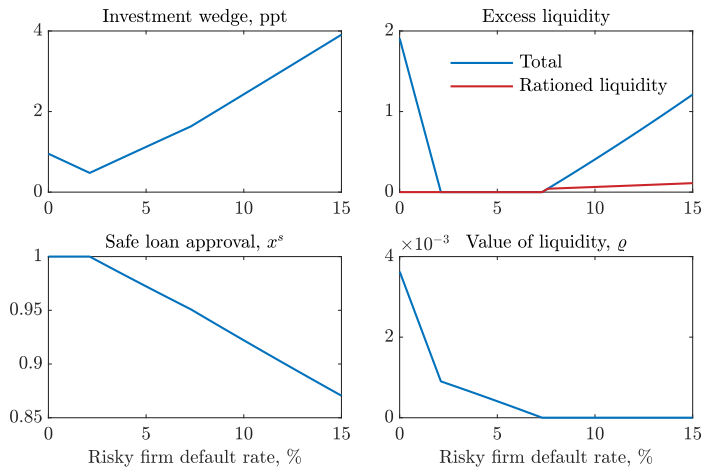 Investment wedge, ppt
4
2
0
0 5 10 15
Excess liquidity
2
1
0
0 5 10 15
Total
Rationed liquidity
Safe loan approval, xˢ
1
0.95
0.9
0.85
0 5 10 15
Risky firm default rate, %
×10⁻³ Value of liquidity, ϱ
4
2
0
0 5 10 15
Risky firm default rate, %